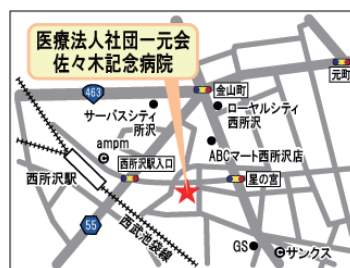 医療法人社団一元会
佐々木記念病院
元町
463
金山町
サーパスシティ
所沢
ローヤルシティ
西所沢
ampm
ABCマート西所沢店
西所沢駅入口
星の宮
西所沢駅
55
西武池袋線
GS
サンクス